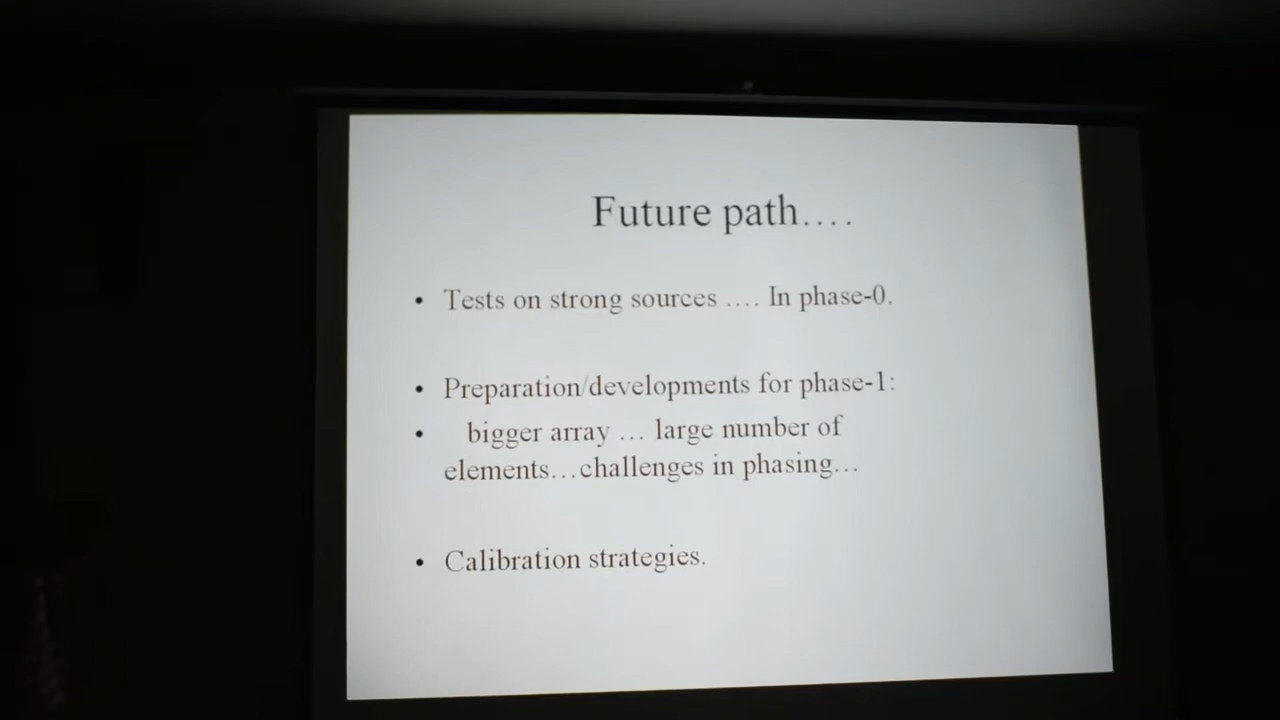 Future path....
• Tests on strong sources .... In phase-0.
• Preparation/developments for phase-1:
• bigger array ... large number of
elements...challenges in phasing...
• Calibration strategies.